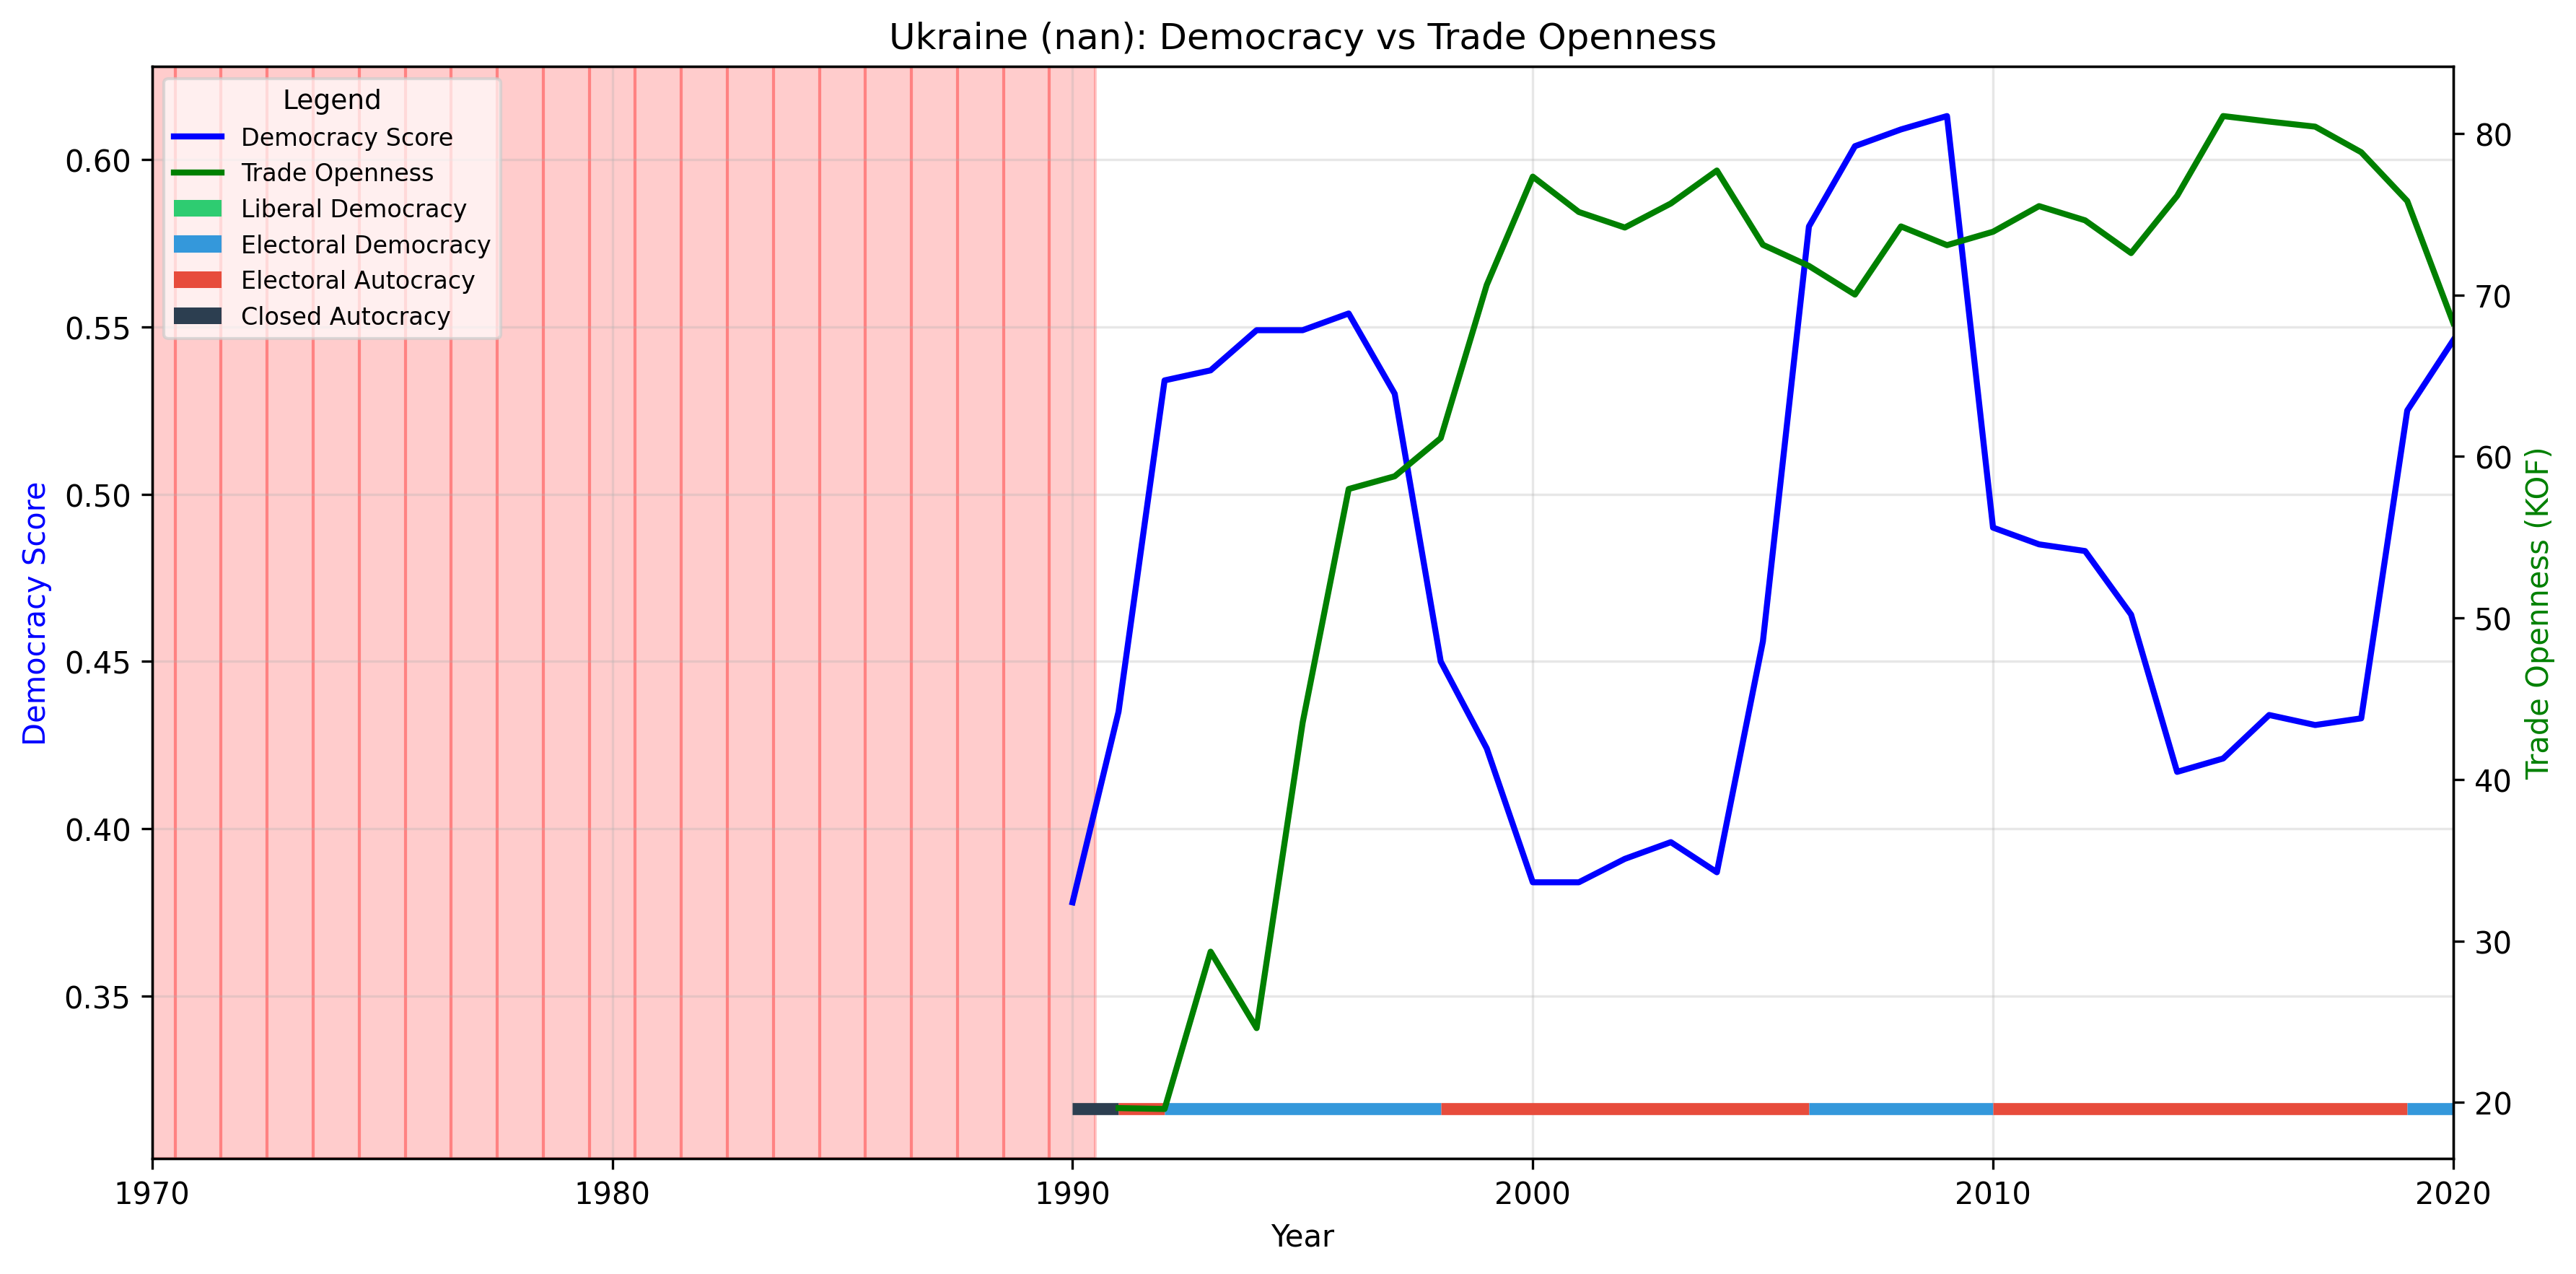 Ukraine (nan): Democracy vs Trade Openness
Legend
Democracy Score
Trade Openness
Liberal Democracy
Electoral Democracy
Electoral Autocracy
Closed Autocracy
Democracy Score
0.60
0.55
0.50
0.45
0.40
0.35
80
70
60
50
40
30
20
Trade Openness (KOF)
1970
1980
1990
2000
2010
2020
Year